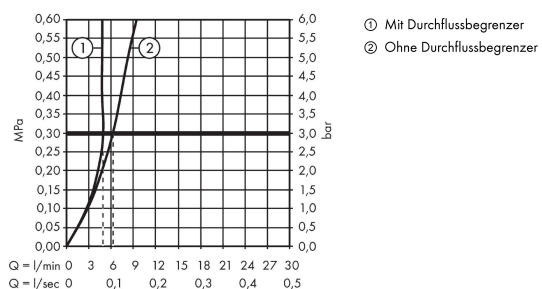 0,60 6,0
0,55 5,5
0,50 5,0
0,45 4,5
0,40 4,0
0,35 3,5
0,30 3,0
0,25 2,5
0,20 2,0
0,15 1,5
0,10 1,0
0,05 0,5
0,00 0,0
MPa
bar
1 2
Q = l/min 0 3 6 9 12 15 18 21 24 27 30
Q = l/sec 0 0,1 0,2 0,3 0,4 0,5
① Mit Durchflussbegrenzer
② Ohne Durchflussbegrenzer